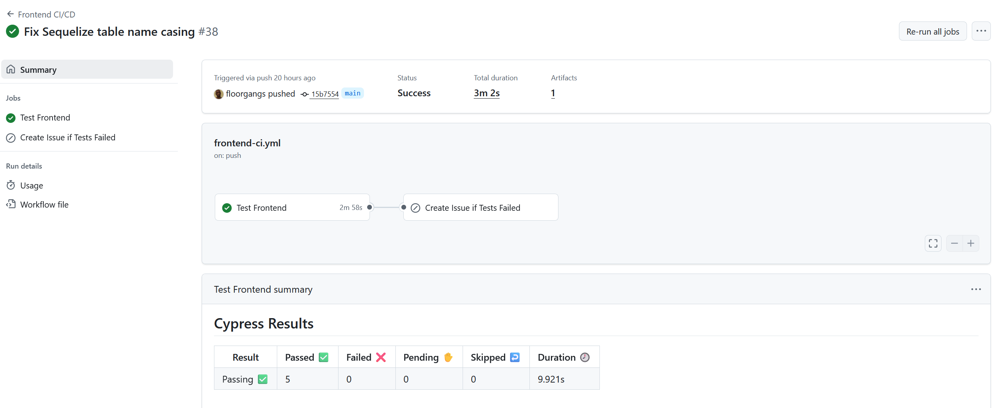 Frontend CI/CD
Fix Sequelize table name casing #38
Re-run all jobs
Summary
Jobs
Test Frontend
Create Issue if Tests Failed
Run details
Usage
Workflow file
Triggered via push 20 hours ago
floorgangs pushed 15b7554 main
Status
Success
Total duration
3m 2s
Artifacts
1
frontend-ci.yml
on: push
Test Frontend 2m 58s
Create Issue if Tests Failed
Test Frontend summary
Cypress Results
Result Passed ✅ Failed ❌ Pending ✋ Skipped ↩️ Duration 🕗
Passing ✅ 5 0 0 0 9.921s